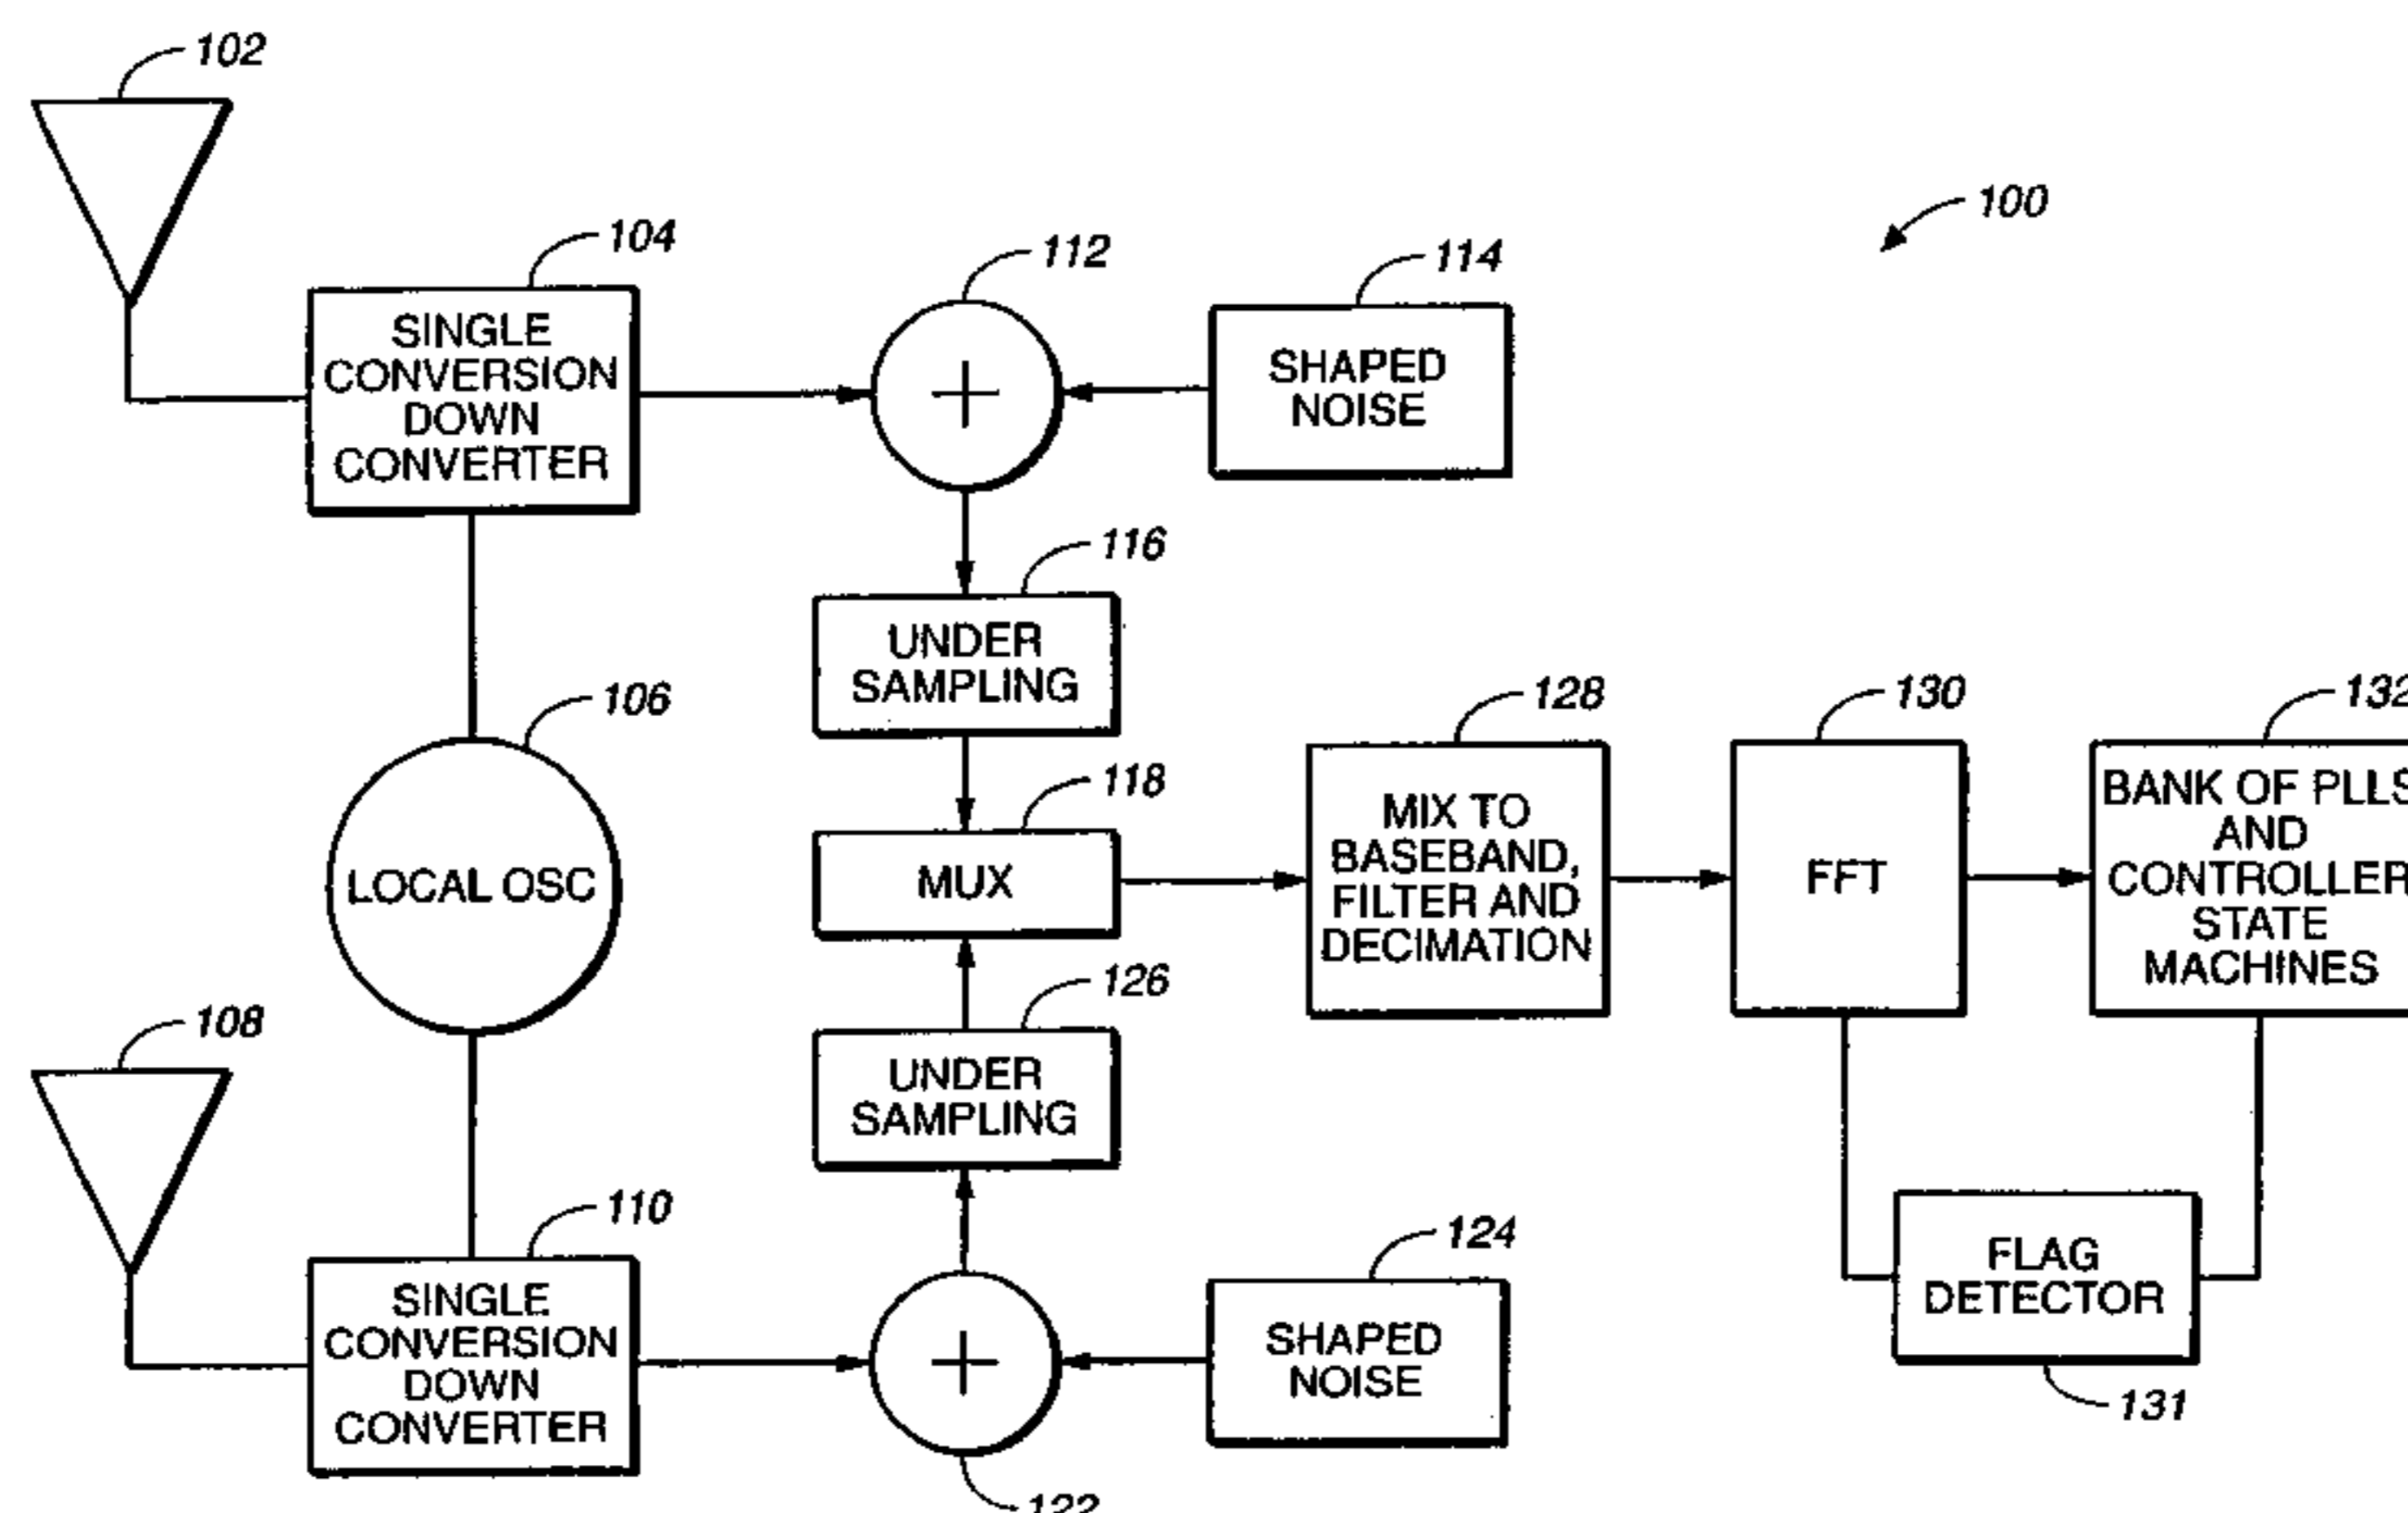 102
104
SINGLE
CONVERSION
DOWN
CONVERTER
112
114
SHAPED
NOISE
100
116
UNDER
SAMPLING
106
LOCAL OSC
118
MUX
128
MIX TO
BASEBAND,
FILTER AND
DECIMATION
130
FFT
132
BANK OF PLLS
AND
CONTROLLER
STATE
MACHINES
126
UNDER
SAMPLING
108
110
SINGLE
CONVERSION
DOWN
CONVERTER
122
124
SHAPED
NOISE
FLAG
DETECTOR
131